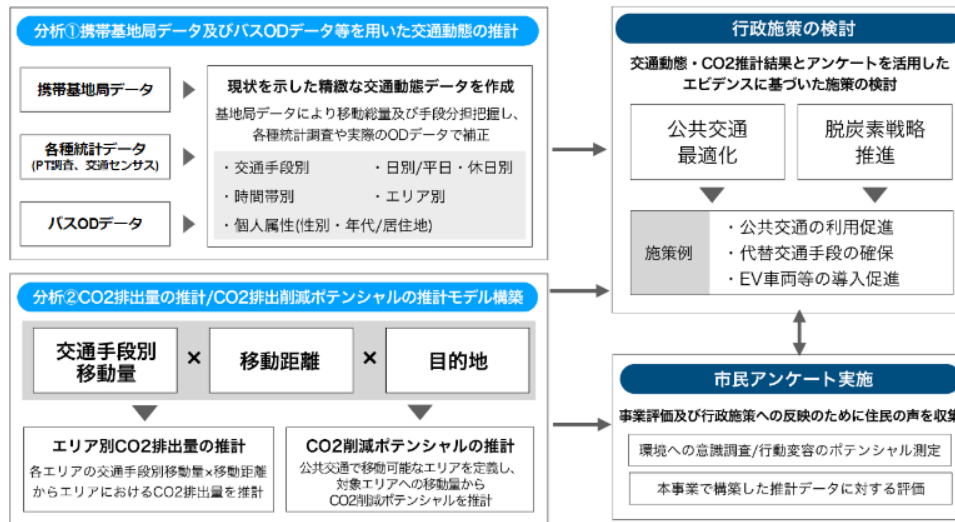 分析①携帯基地局データ及びバスODデータ等を用いた交通動態の推計
携帯基地局データ
各種統計データ
(PT調査、交通センサス)
バスODデータ
現状を示した精緻な交通動態データを作成
基地局データにより移動総量及び手段分担把握し、
各種統計調査や実際のODデータで補正
・交通手段別
・日別/平日・休日別
・時間帯別
・エリア別
・個人属性(性別・年代/居住地)
分析②CO2排出量の推計/CO2排出削減ポテンシャルの推計モデル構築
交通手段別
移動量
×
移動距離
×
目的地
エリア別CO2排出量の推計
各エリアの交通手段別移動量×移動距離
からエリアにおけるCO2排出量を推計
CO2削減ポテンシャルの推計
公共交通で移動可能なエリアを定義し、
対象エリアへの移動量から
CO2削減ポテンシャルを推計
行政施策の検討
交通動態・CO2推計結果とアンケートを活用した
エビデンスに基づいた施策の検討
公共交通
最適化
脱炭素戦略
推進
施策例
・公共交通の利用促進
・代替交通手段の確保
・EV車両等の導入促進
市民アンケート実施
事業評価及び行政施策への反映のために住民の声を収集
環境への意識調査/行動変容のポテンシャル測定
本事業で構築した推計データに対する評価